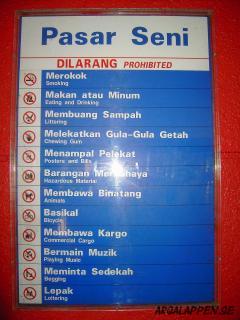 Pasar Seni
DILARANG PROHIBITED
Merokok
Smoking
Makan atau Minum
Eating and Drinking
Membuang Sampah
Littering
Melekatkan Gula-Gula Getah
Chewing Gum
Menampal Pelekat
Posters and Bills
Barangan Merbahaya
Hazardous Material
Membawa Binatang
Animals
Basikal
Bicycle
Membawa Kargo
Commercial Cargo
Bermain Muzik
Playing Music
Meminta Sedekah
Begging
Lepak
Loitering
ARGALAPPEN.SE